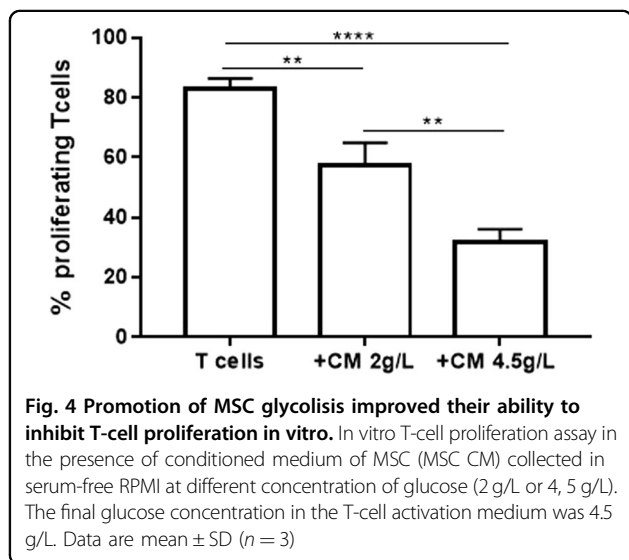 100
80
60
40
20
0
% proliferating Tcells
****
**
**
T cells +CM 2g/L +CM 4.5g/L
Fig. 4 Promotion of MSC glycolisis improved their ability to
inhibit T-cell proliferation in vitro. In vitro T-cell proliferation assay in
the presence of conditioned medium of MSC (MSC CM) collected in
serum-free RPMI at different concentration of glucose (2 g/L or 4, 5 g/L).
The final glucose concentration in the T-cell activation medium was 4.5
g/L. Data are mean ± SD (n = 3)